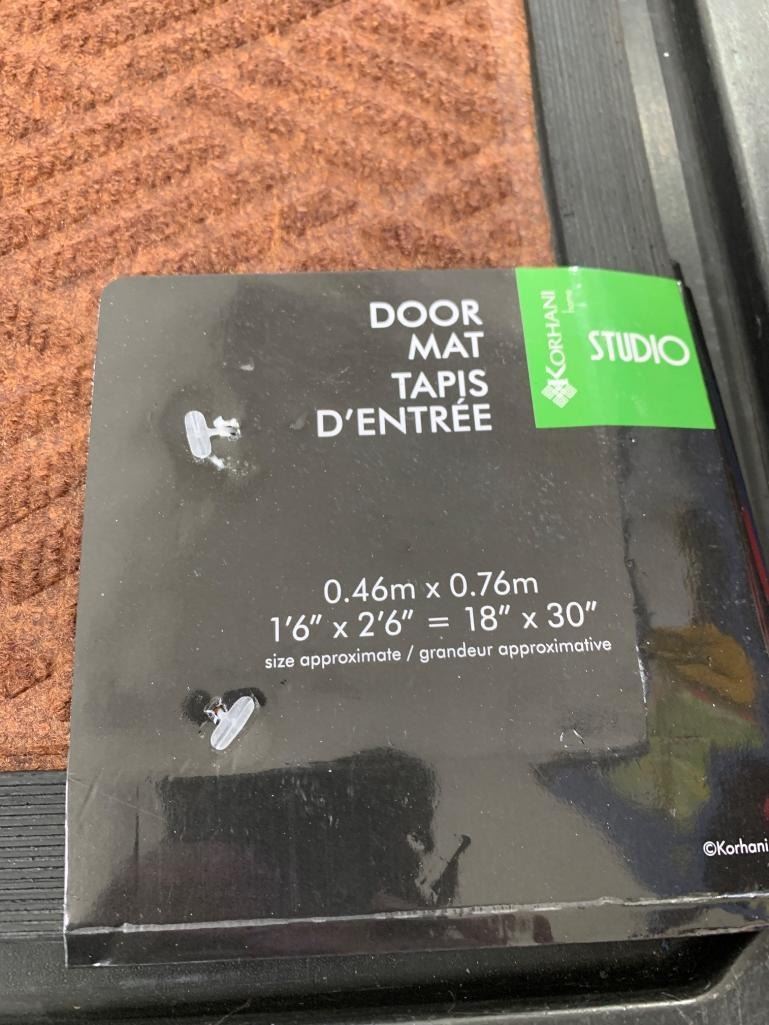 DOOR
MAT
TAPIS
D'ENTRÉE
KORHANI
home
STUDIO
0.46m x 0.76m
1'6" x 2'6" = 18" x 30"
size approximate / grandeur approximative
©Korhani